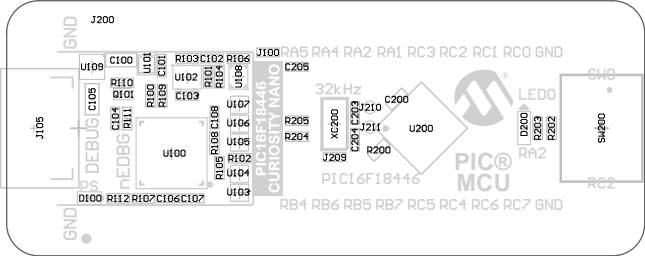 J200
GND
U109
C100
U101
C101
R103
C102
R106
J100
RA5 RA4 RA2 RA1 RC3 RC2 RC1 RC0 GND
C205
U102
R101
R104
U108
R110
Q101
R100
R109
C103
C105
C104
R111
U107
C108
U106
U105
R108
U100
R102
R105
U104
U103
J105
DEBUG
nEDBG
PS
D100 R112 R107 C106 C107
GND
PIC16F18446
CURIOSITY NANO
R205
R204
32kHz
XC200
J209
C203
J210
J211
C204
C200
U200
R200
PIC16F18446
PIC®
MCU
LED0
D200
R203
R202
RA2
SW0
SW200
RC2
RB4 RB6 RB5 RB7 RC5 RC4 RC6 RC7 GND